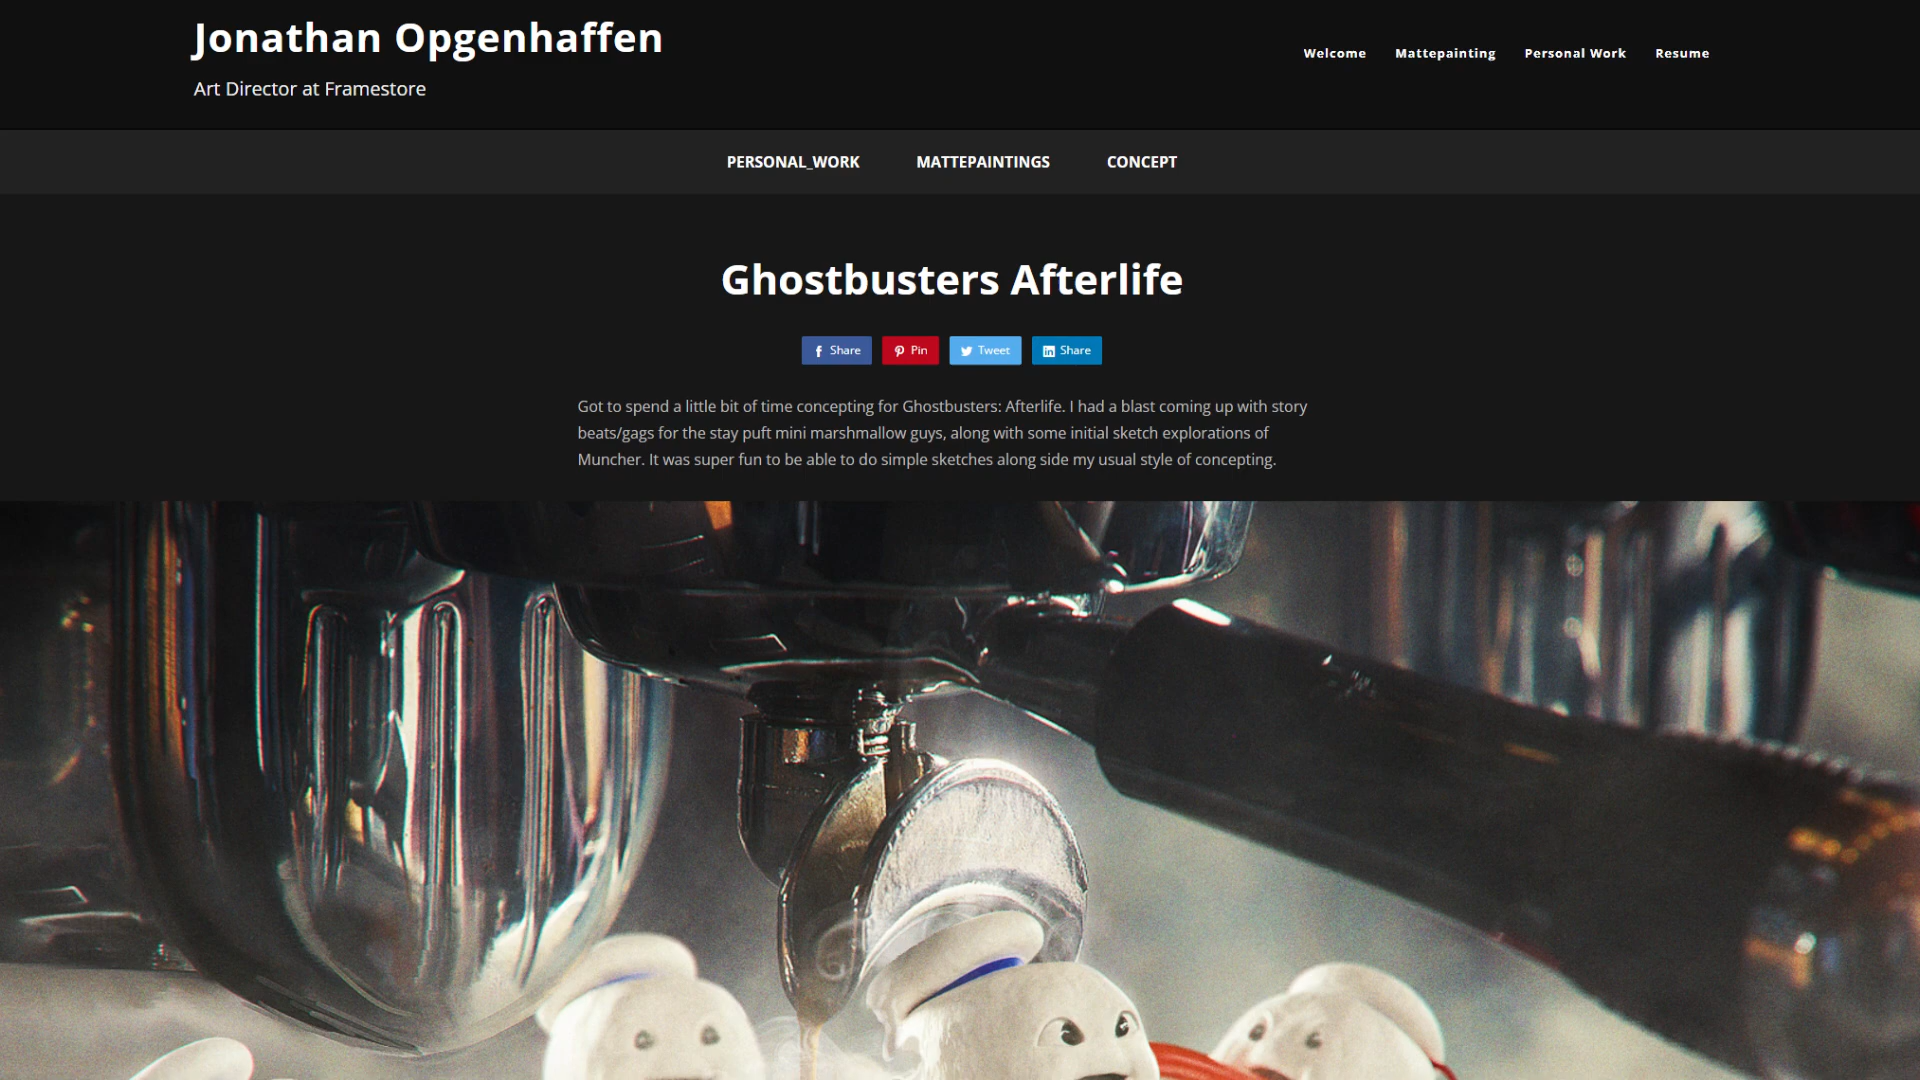 Jonathan Opgenhaffen
Art Director at Framestore
Welcome Mattepainting Personal Work Resume
PERSONAL_WORK MATTEPAINTINGS CONCEPT
Ghostbusters Afterlife
Share Pin Tweet Share
Got to spend a little bit of time concepting for Ghostbusters: Afterlife. I had a blast coming up with story
beats/gags for the stay puft mini marshmallow guys, along with some initial sketch explorations of
Muncher. It was super fun to be able to do simple sketches along side my usual style of concepting.